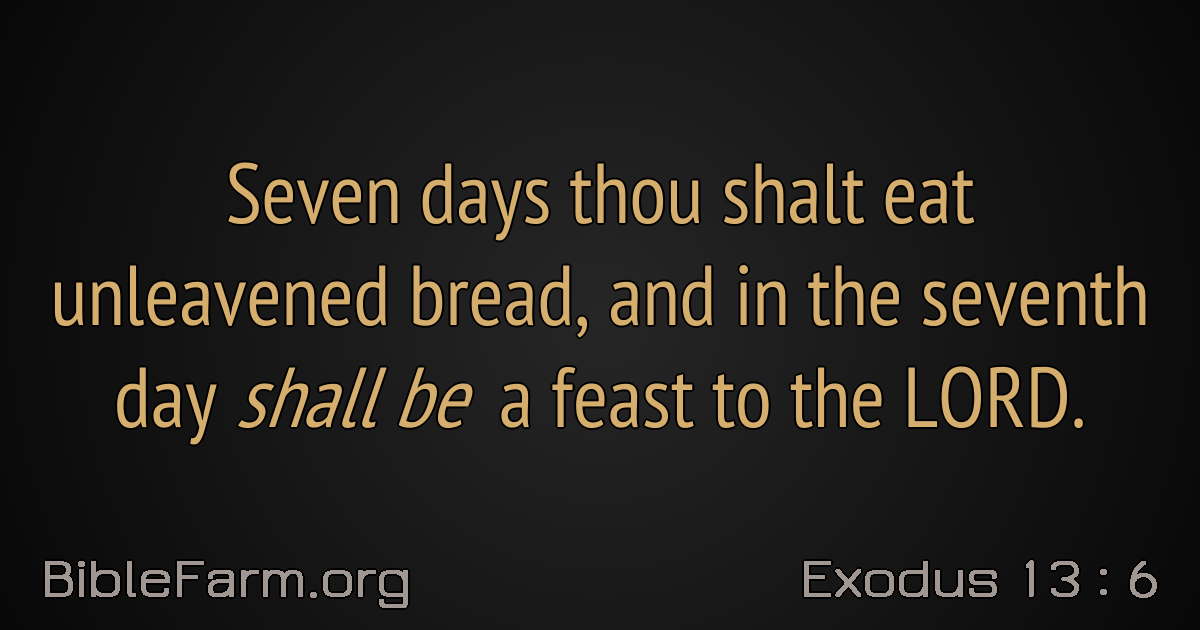 Seven days thou shalt eat
unleavened bread, and in the seventh
day shall be a feast to the LORD.
BibleFarm.org
Exodus 13 : 6